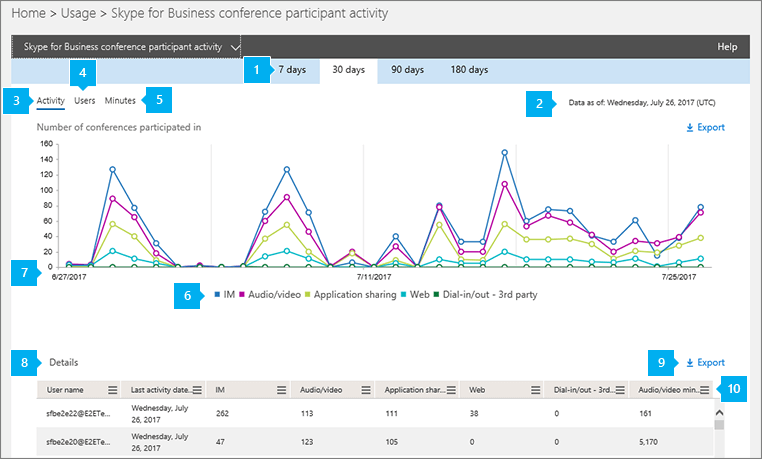 Home > Usage > Skype for Business conference participant activity
Skype for Business conference participant activity
Help
1
7 days
30 days
90 days
180 days
4
3
Activity
Users
Minutes
5
2
Data as of: Wednesday, July 26, 2017 (UTC)
Number of conferences participated in
Export
160
140
120
100
80
60
40
20
0
7
6/27/2017
7/11/2017
7/25/2017
6
IM
Audio/video
Application sharing
Web
Dial-in/out - 3rd party
8
Details
9
Export
User name
Last activity date...
IM
Audio/video
Application shar...
Web
Dial-in/out - 3rd...
Audio/video min...
10
sfbe2e22@E2ETe...
Wednesday, July
26, 2017
262
113
111
38
0
161
sfbe2e20@E2ETe...
Wednesday, July
26, 2017
47
123
105
0
0
5,170